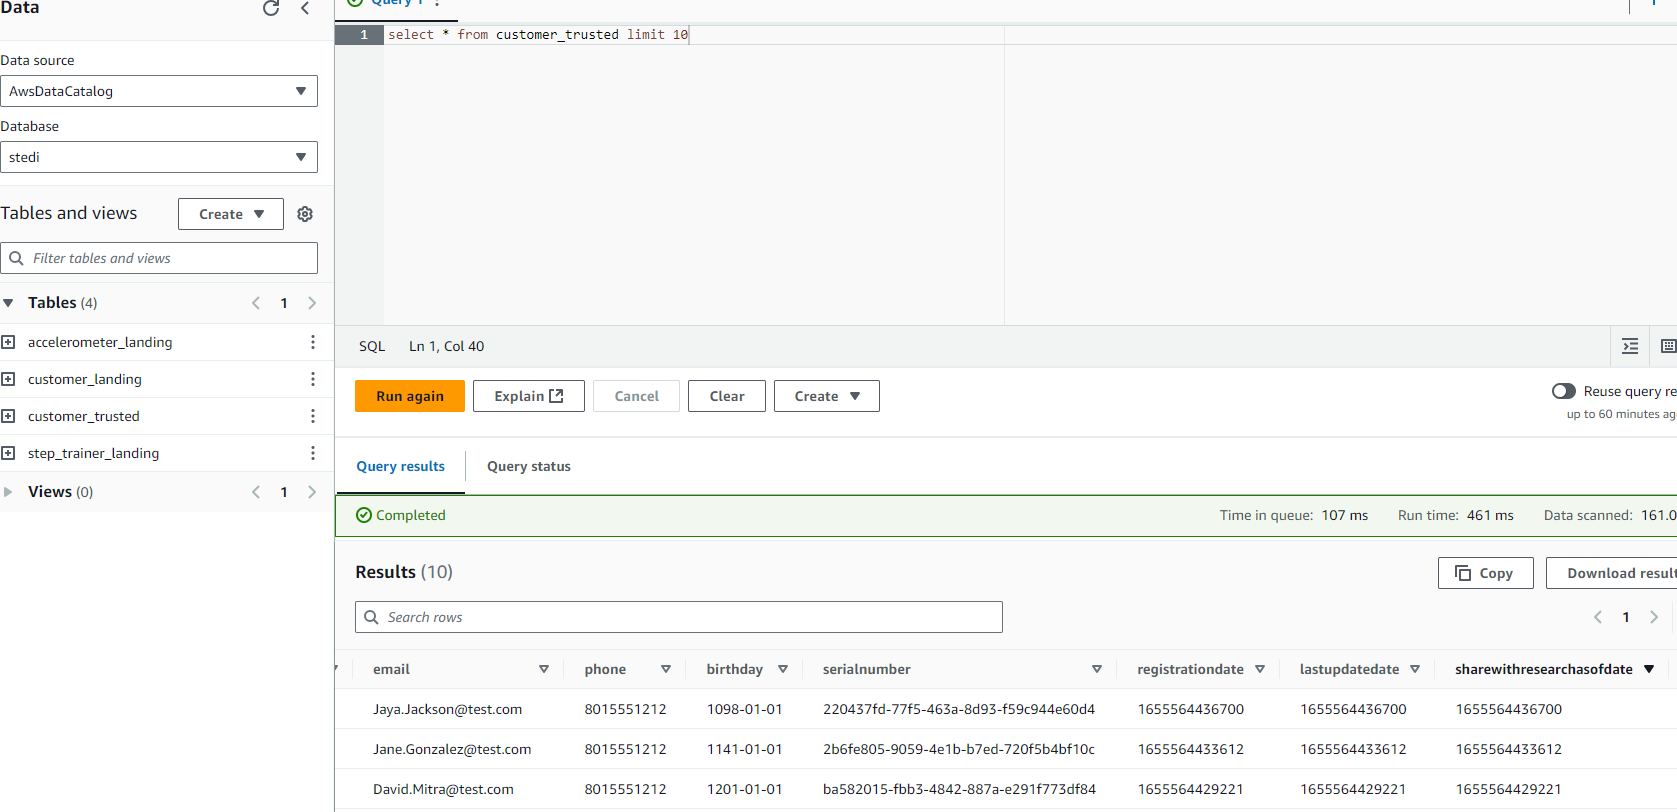 Data
Query 1
Data source
AwsDataCatalog
Database
stedi
Tables and views
Create
Filter tables and views
Tables (4)
1
accelerometer_landing
customer_landing
customer_trusted
step_trainer_landing
Views (0)
1
1 select * from customer_trusted limit 10
SQL Ln 1, Col 40
Run again Explain Cancel Clear Create
Reuse query re
up to 60 minutes ag
Query results Query status
Completed Time in queue: 107 ms Run time: 461 ms Data scanned: 161.0
Results (10) Copy Download result
Search rows 1
email phone birthday serialnumber registrationdate lastupdatedate sharewithresearchasofdate
Jaya.Jackson@test.com 8015551212 1098-01-01 220437fd-77f5-463a-8d93-f59c944e60d4 1655564436700 1655564436700 1655564436700
Jane.Gonzalez@test.com 8015551212 1141-01-01 2b6fe805-9059-4e1b-b7ed-720f5b4bf10c 1655564433612 1655564433612 1655564433612
David.Mitra@test.com 8015551212 1201-01-01 ba582015-fbb3-4842-887a-e291f773df84 1655564429221 1655564429221 1655564429221